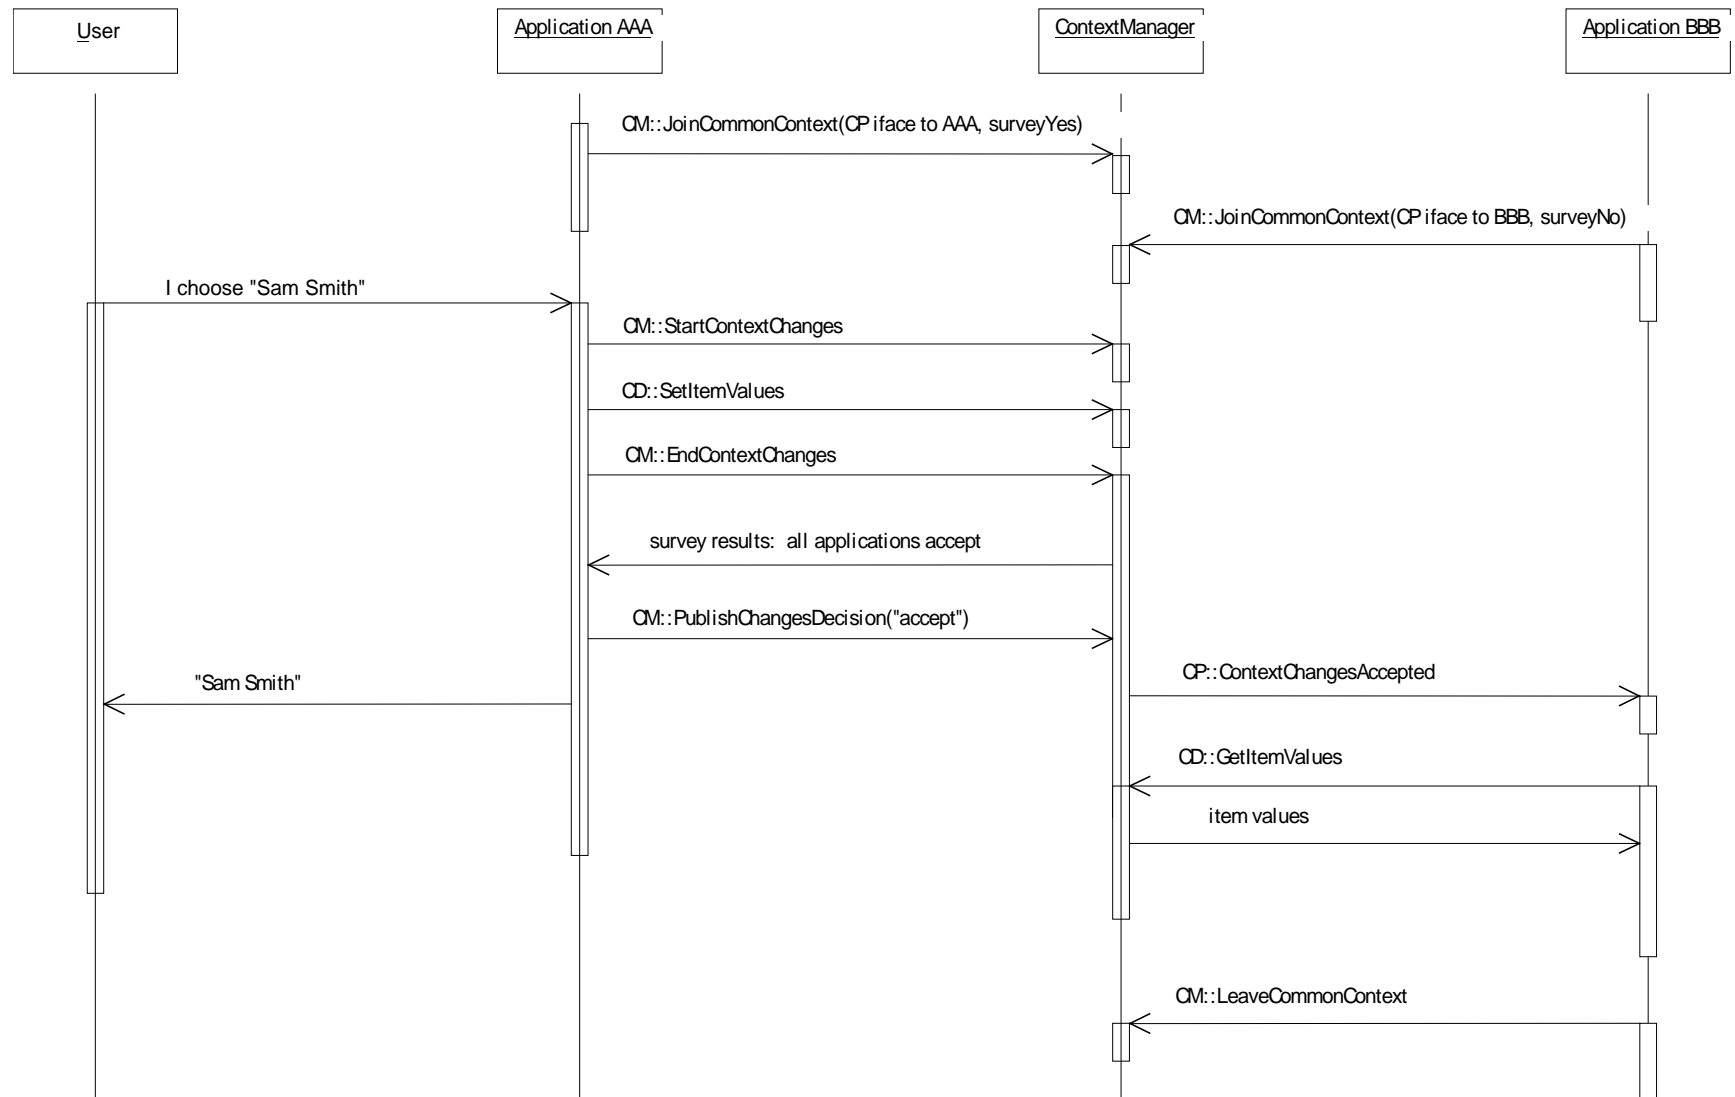 User
Application AAA
ContextManager
Application BBB
CM::JoinCommonContext(CP iface to AAA, surveyYes)
CM::JoinCommonContext(CP iface to BBB, surveyNo)
I choose "Sam Smith"
CM::StartContextChanges
CD::SetItemValues
CM::EndContextChanges
survey results: all applications accept
CM::PublishChangesDecision("accept")
CP::ContextChangesAccepted
"Sam Smith"
CD::GetItemValues
item values
CM::LeaveCommonContext